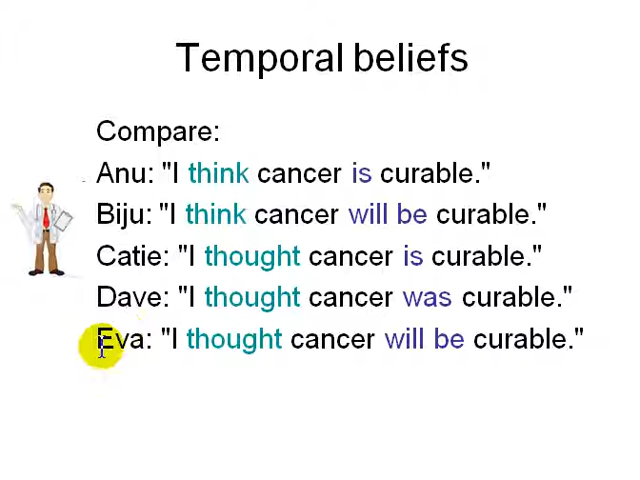 Temporal beliefs
Compare:
Anu: "I think cancer is curable."
Biju: "I think cancer will be curable."
Catie: "I thought cancer is curable."
Dave: "I thought cancer was curable."
Eva: "I thought cancer will be curable."